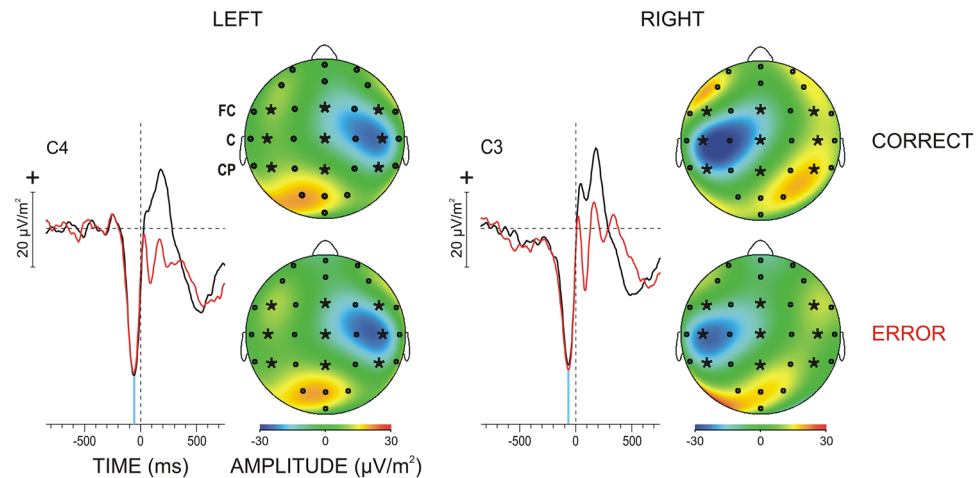 LEFT RIGHT
FC
C
CP
CORRECT
C4 C3
+ +
20 µV/m² 20 µV/m²
ERROR
-500 0 500 -30 0 30 -500 0 500 -30 0 30
TIME (ms) AMPLITUDE (µV/m²)